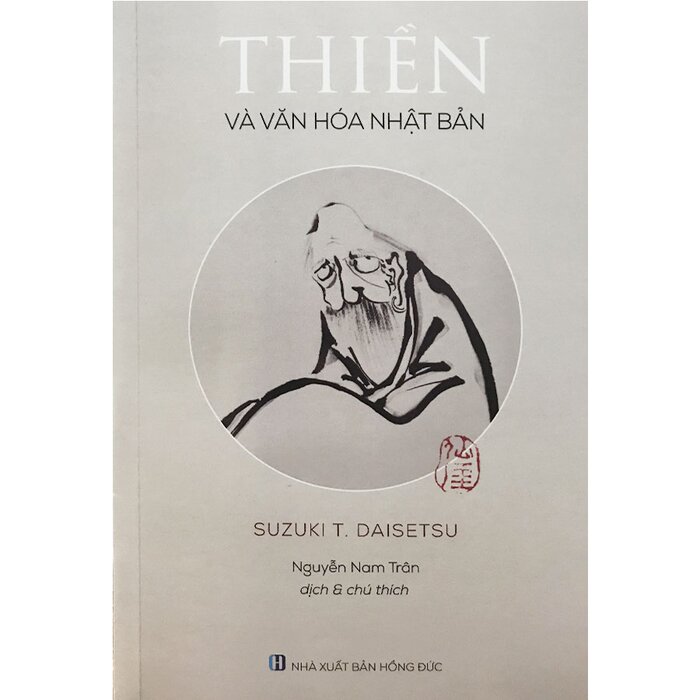 THIỀN
VÀ VĂN HÓA NHẬT BẢN
SUZUKI T. DAISETSU
Nguyễn Nam Trân
dịch & chú thích
NHÀ XUẤT BẢN HỒNG ĐỨC